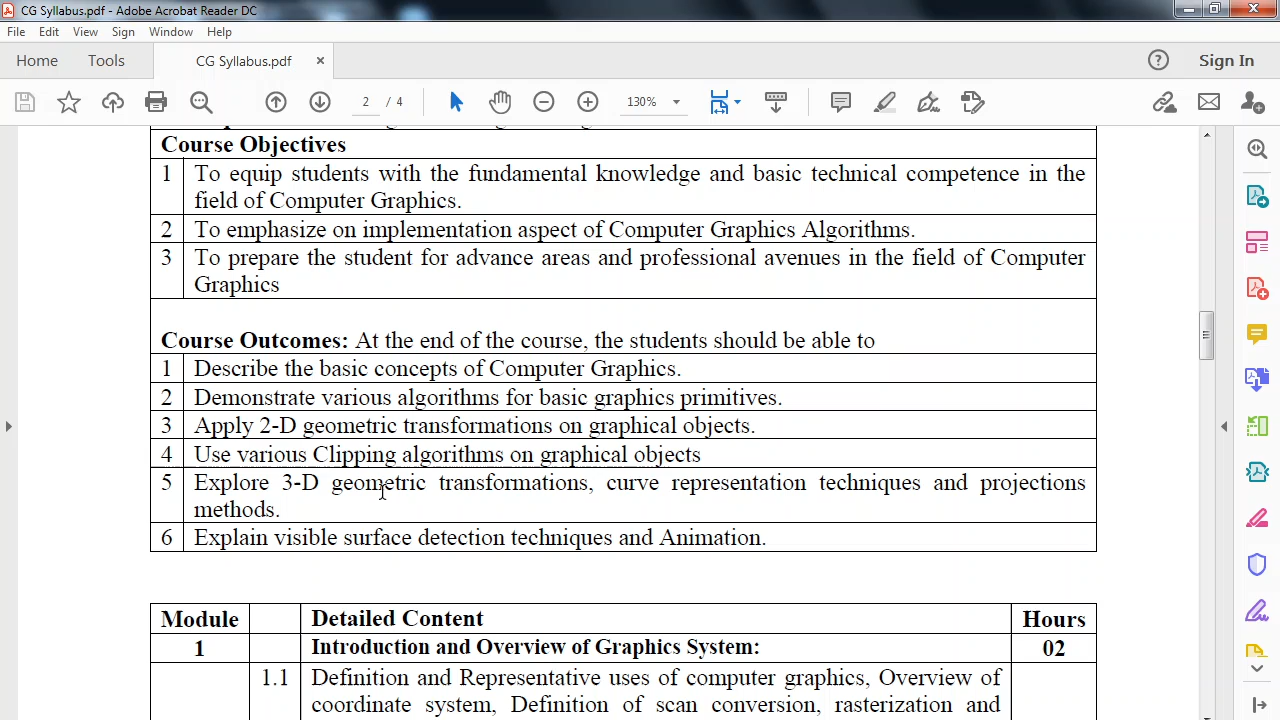 CG Syllabus.pdf - Adobe Acrobat Reader DC
File Edit View Sign Window Help
Home Tools CG Syllabus.pdf × ? Sign In
2 / 4 130%
Course Objectives
1 To equip students with the fundamental knowledge and basic technical competence in the
field of Computer Graphics.
2 To emphasize on implementation aspect of Computer Graphics Algorithms.
3 To prepare the student for advance areas and professional avenues in the field of Computer
Graphics
Course Outcomes: At the end of the course, the students should be able to
1 Describe the basic concepts of Computer Graphics.
2 Demonstrate various algorithms for basic graphics primitives.
3 Apply 2-D geometric transformations on graphical objects.
4 Use various Clipping algorithms on graphical objects
5 Explore 3-D geometric transformations, curve representation techniques and projections
methods.
6 Explain visible surface detection techniques and Animation.
Module Detailed Content Hours
1 Introduction and Overview of Graphics System: 02
1.1 Definition and Representative uses of computer graphics, Overview of
coordinate system, Definition of scan conversion, rasterization and